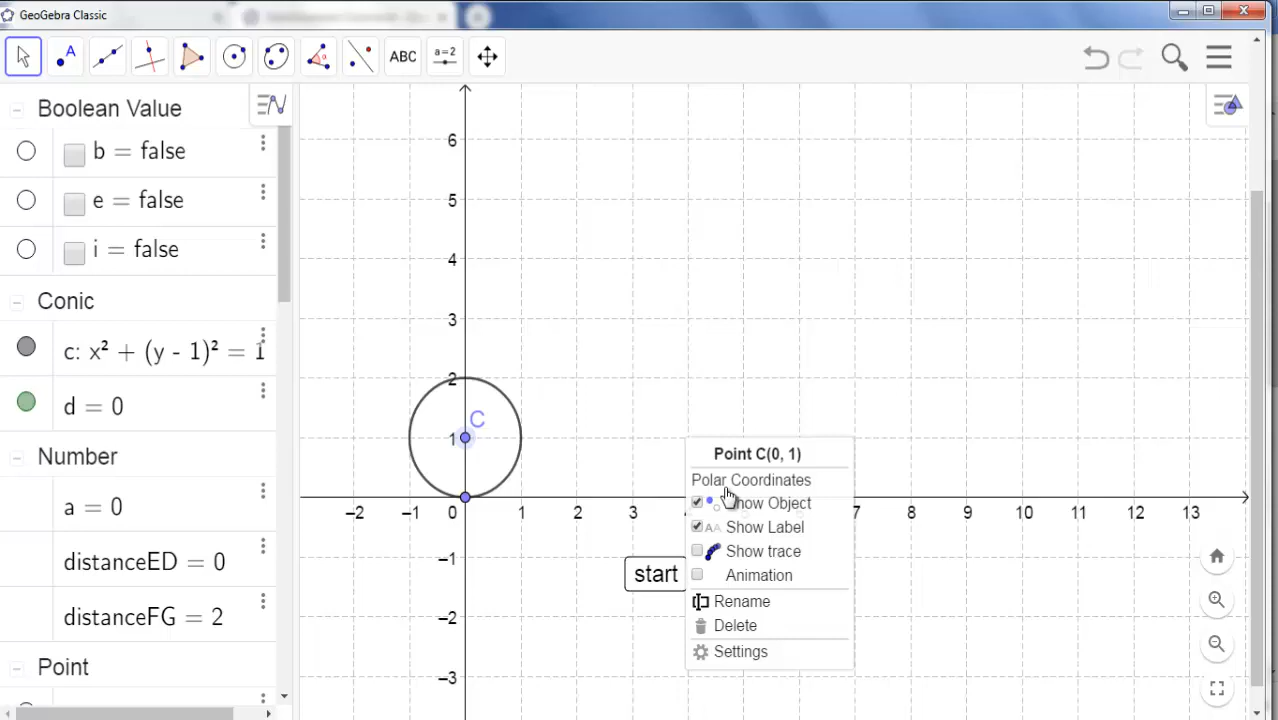 GeoGebra Classic
ABC
a=2
Boolean Value
b = false
e = false
i = false
Conic
c: x² + (y - 1)² = 1
d = 0
Number
a = 0
distanceED = 0
distanceFG = 2
Point
6
5
4
3
2
1
C
-2 -1 0 1 2 3 7 8 9 10 11 12 13
-1
-2
-3
start
Point C(0, 1)
Polar Coordinates
Show Object
AA Show Label
Show trace
Animation
Rename
Delete
Settings